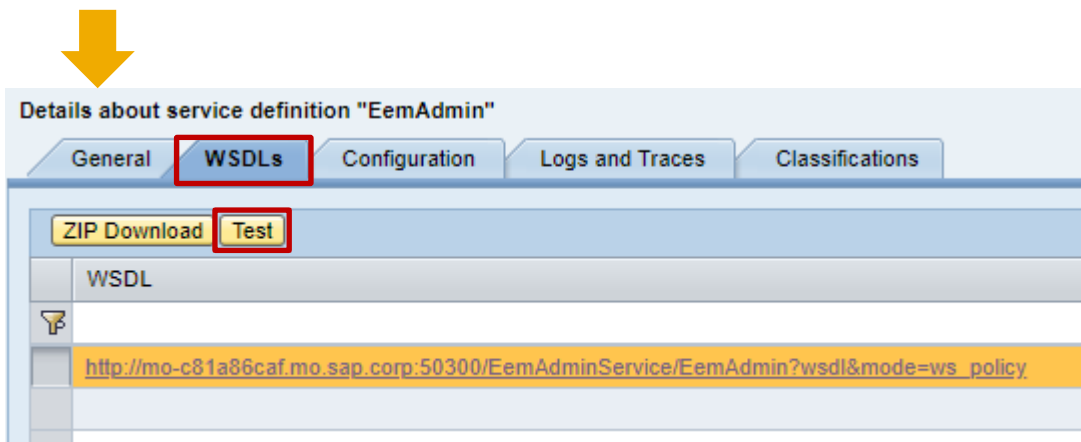 Details about service definition "EemAdmin"
General WSDLs Configuration Logs and Traces Classifications
ZIP Download Test
WSDL
http://mo-c81a86caf.mo.sap.corp:50300/EemAdminService/EemAdmin?wsdl&mode=ws_policy